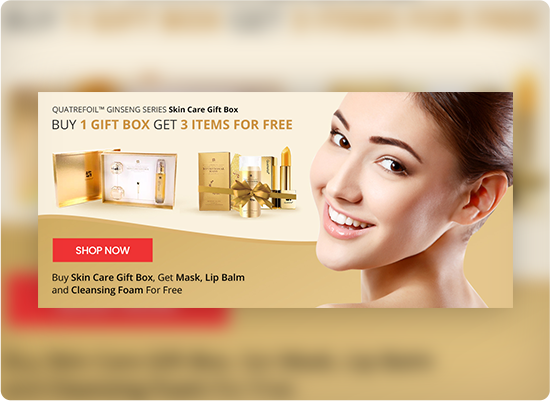 QUATREFOIL™ GINSENG SERIES Skin Care Gift Box
BUY 1 GIFT BOX GET 3 ITEMS FOR FREE
SHOP NOW
Buy Skin Care Gift Box, Get Mask, Lip Balm
and Cleansing Foam For Free